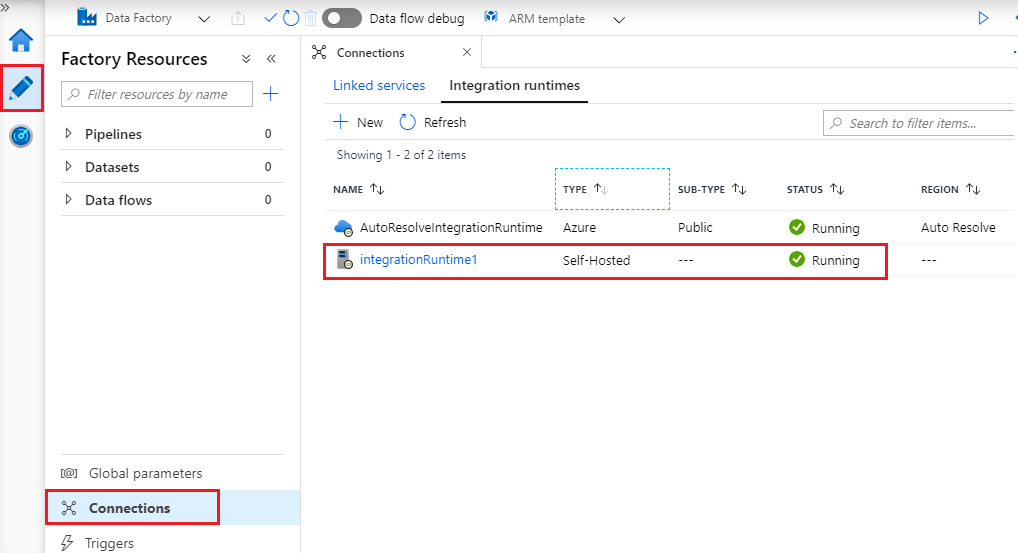 Data Factory
Data flow debug
ARM template
Factory Resources
Filter resources by name
Pipelines 0
Datasets 0
Data flows 0
Global parameters
Connections
Triggers
Connections
Linked services Integration runtimes
New Refresh
Search to filter items...
Showing 1 - 2 of 2 items
NAME TYPE SUB-TYPE STATUS REGION
AutoResolveIntegrationRuntime Azure Public Running Auto Resolve
integrationRuntime1 Self-Hosted --- Running ---